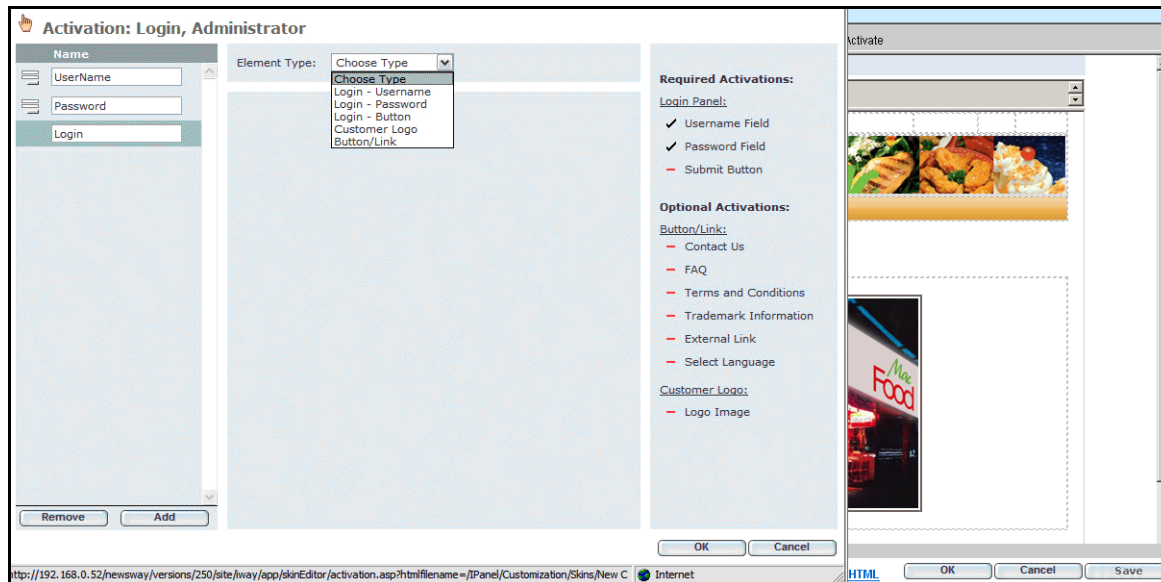 Activation: Login, Administrator
Name
UserName
Password
Login
Remove
Add
Element Type:
Choose Type
Choose Type
Login - Username
Login - Password
Login - Button
Customer Logo
Button/Link
Required Activations:
Login Panel:
Username Field
Password Field
Submit Button
Optional Activations:
Button/Link:
Contact Us
FAQ
Terms and Conditions
Trademark Information
External Link
Select Language
Customer Logo:
Logo Image
OK
Cancel
ttp://192.168.0.52/newsway/versions/250/site/iway/app/skinEditor/activation.asp?htmlfilename=/IPanel/Customization/Skins/New C
Internet
Activate
Mac
Food
HTML
OK
Cancel
Save